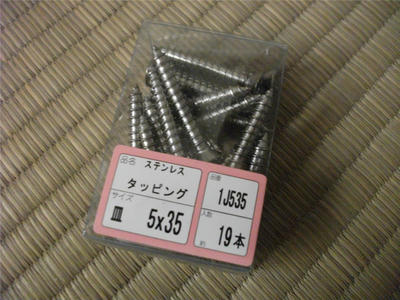 品名 ステンレス
タッピング
サイズ
皿 5x35
品番
1J535
入数
約 19本